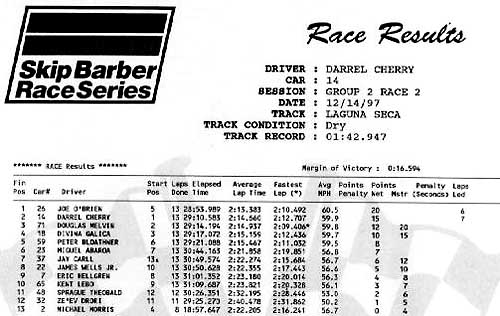 Skip Barber
Race Series
Race Results
DRIVER : DARREL CHERRY
CAR : 14
SESSION : GROUP 2 RACE 2
DATE : 12/14/97
TRACK : LAGUNA SECA
TRACK CONDITION : Dry
TRACK RECORD : 01:42.947
******* RACE Results *******
Margin of Victory : 0:16.594
Fin Start Laps Elapsed Average Fastest Avg Points Points Penalty Laps
Pos Car# Driver Pos Done Time Lap Time Lap (*) MPH Penalty Net Mstr (Seconds) Led
1 26 JOE O'BRIEN 5 13 28:53.989 2:13.383 2:10.492 60.5 20 6
2 14 DARREL CHERRY 1 13 29:10.583 2:14.660 2:12.707 59.9 15 7
3 71 DOUGLAS MELVIN 2 13 29:14.194 2:14.937 2:09.406* 59.8 12 20
4 18 DIVINA GALICA 3 13 29:17.072 2:15.159 2:12.436 59.7 10 15
5 59 PETER BLOATHNER 6 13 29:21.088 2:15.467 2:11.032 59.5 8
6 23 MIGUEL ABAROA 7 13 30:44.163 2:21.858 2:19.851 56.8 7
7 37 JAY CARLL 13 30:49.574 2:22.274 2:15.684 56.7 6 12
8 22 JAMES MELLS JR. 10 13 50:50.628 2:22.355 2:17.443 56.6 5 10
9 7 ERIC HELLGREN 8 13 31:01.352 2:23.180 2:20.014 56.3 4 8
10 65 KENT LEBO 9 13 31:09.687 2:23.821 2:20.328 56.1 3 7
11 48 SPRAGUE THEOBALD 12 12 30:26.351 2:32.195 2:28.446 53.0 2 6
12 32 ZE'EV DRORI 11 11 29:25.270 2:40.478 2:31.862 50.2 1 5
13 2 MICHAEL MORRIS 4 8 18:57.647 2:22.205 2:16.241 56.7 0 4